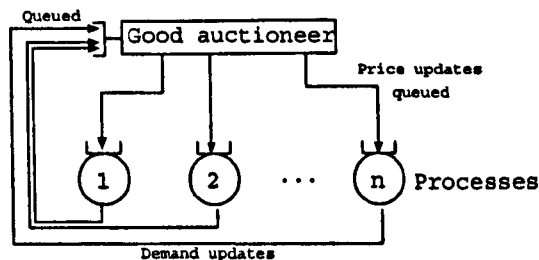 Queued
Good auctioneer
Price updates
queued
1 2 ... n Processes
Demand updates